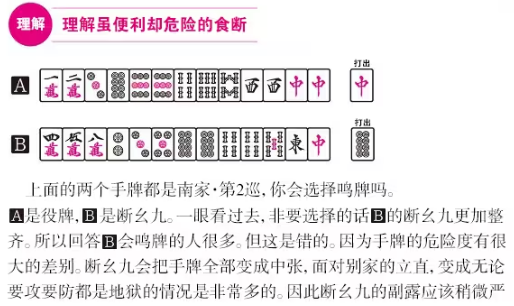 理解 理解虽便利却危险的食断
打出
A 一萬 二萬 西 西 中 中 中
打出
B 四萬 五萬 八萬 東 中
上面的两个手牌都是南家·第2巡,你会选择鸣牌吗。
A是役牌,B是断幺九。一眼看过去,非要选择的话B的断幺九更加整
齐。所以回答B会鸣牌的人很多。但这是错的。因为手牌的危险度有很
大的差别。断幺九会把手牌全部变成中张,面对别家的立直,变成无论
要攻要防都是地狱的情况是非常多的。因此断幺九的副露应该稍微严